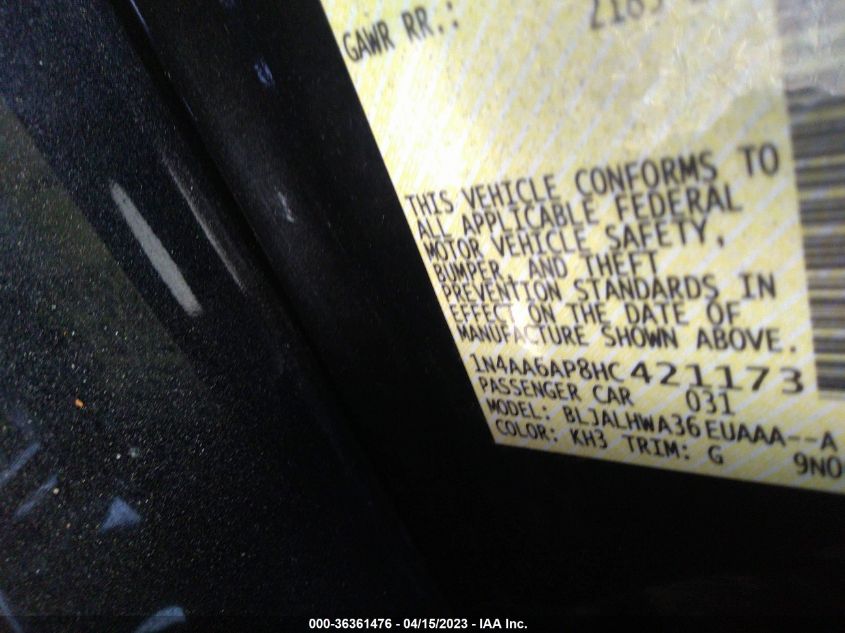 GAWR RR.:
THIS VEHICLE CONFORMS TO
ALL APPLICABLE FEDERAL
MOTOR VEHICLE SAFETY,
BUMPER, AND THEFT
PREVENTION STANDARDS IN
EFFECT ON THE DATE OF
MANUFACTURE SHOWN ABOVE.
1N4AA6AP8HC421173
PASSENGER CAR 031
MODEL: BLJALHWA36EUAAA--A
COLOR: KH3 TRIM: G 9N0
000-36361476 - 04/15/2023 - IAA Inc.